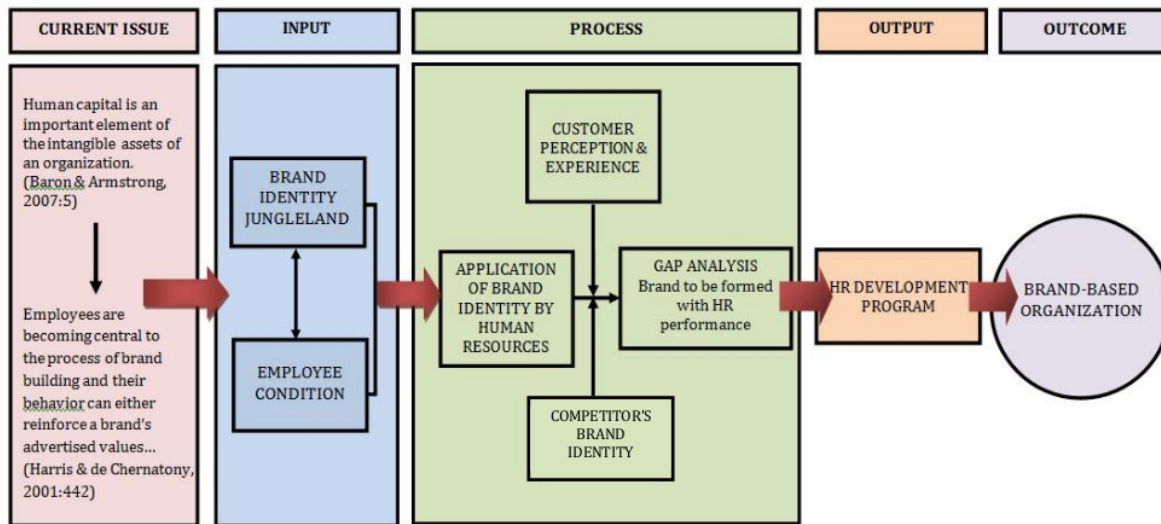 CURRENT ISSUE
INPUT
PROCESS
OUTPUT
OUTCOME
Human capital is an
important element of
the intangible assets of
an organization.
(Baron & Armstrong,
2007:5)
Employees are
becoming central to
the process of brand
building and their
behavior can either
reinforce a brand's
advertised values...
(Harris & de Chernatony,
2001:442)
BRAND
IDENTITY
JUNGLELAND
EMPLOYEE
CONDITION
CUSTOMER
PERCEPTION &
EXPERIENCE
APPLICATION
OF BRAND
IDENTITY BY
HUMAN
RESOURCES
GAP ANALYSIS
Brand to be formed
with HR
performance
COMPETITOR'S
BRAND
IDENTITY
HR DEVELOPMENT
PROGRAM
BRAND-BASED
ORGANIZATION